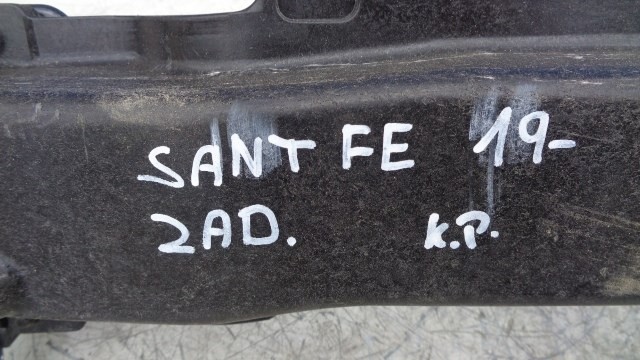 SANT FE 19-
ZAD. K.P.